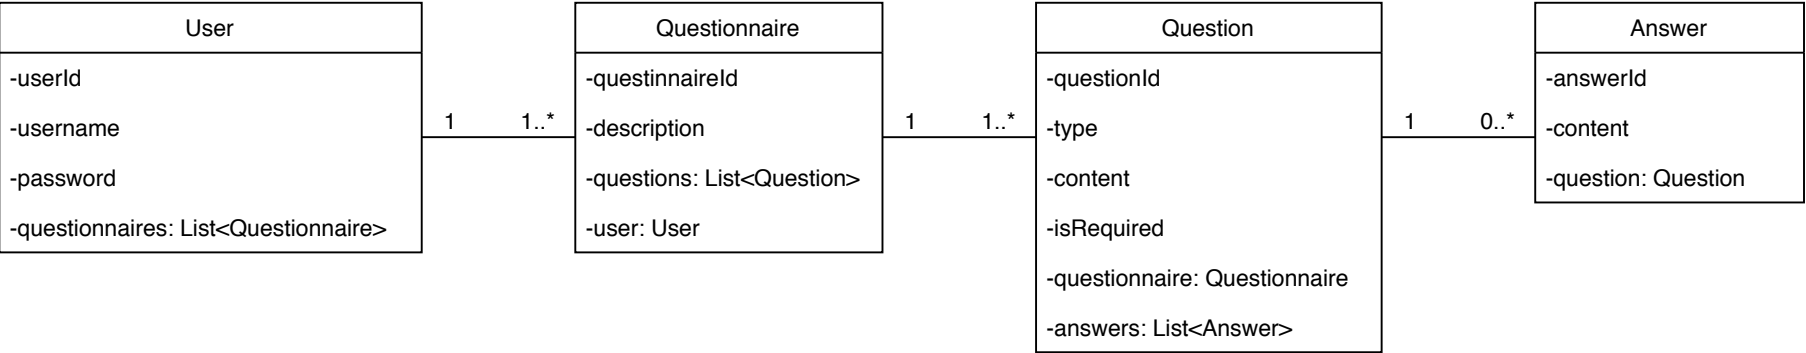 User
-userId
-username
-password
-questionnaires: List<Questionnaire>
1
1..*
Questionnaire
-questinnaireId
-description
-questions: List<Question>
-user: User
1
1..*
Question
-questionId
-type
-content
-isRequired
-questionnaire: Questionnaire
-answers: List<Answer>
1
0..*
Answer
-answerId
-content
-question: Question